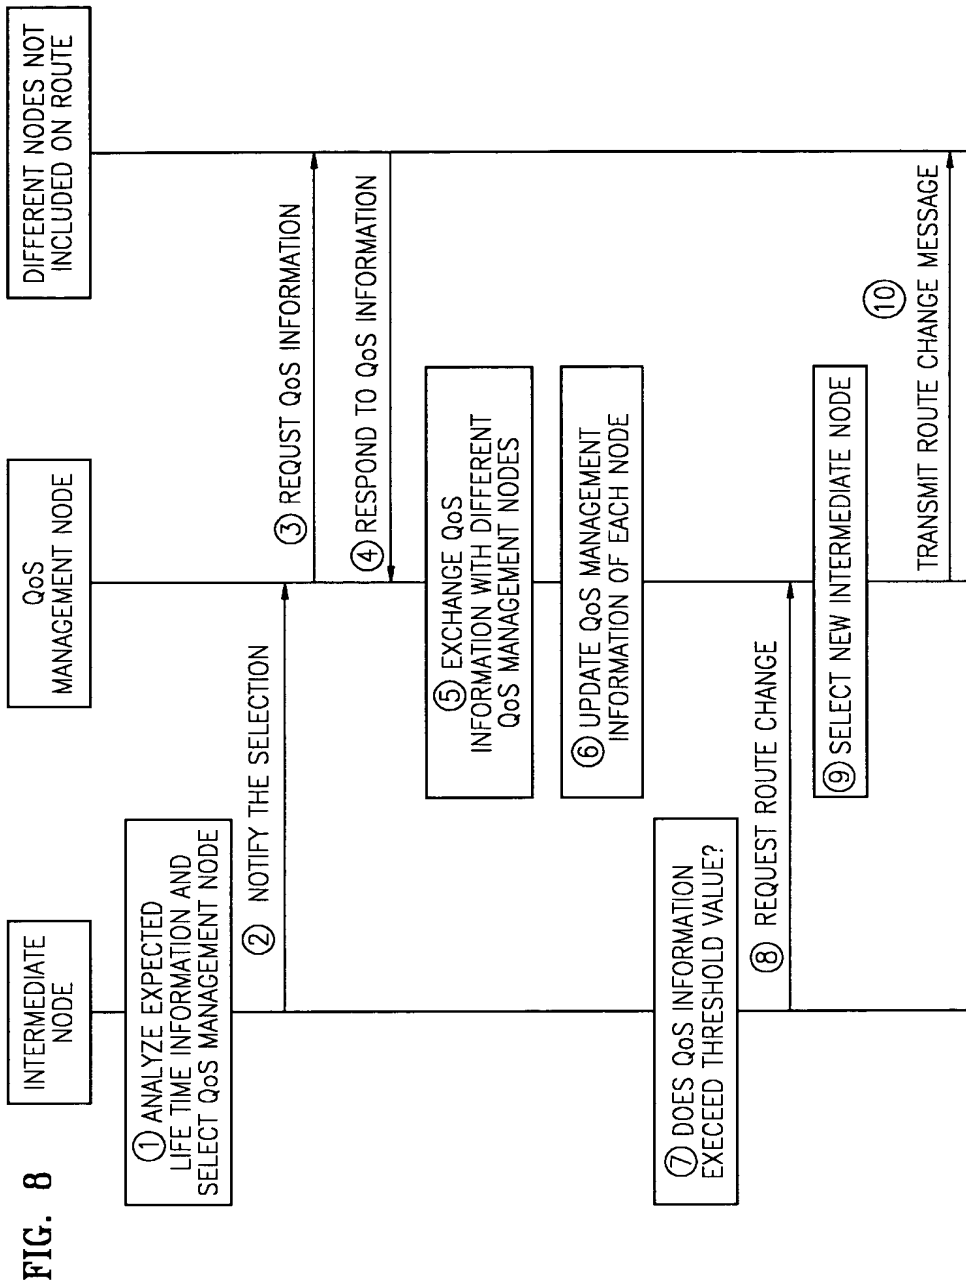 FIG. 8
INTERMEDIATE
NODE
QoS
MANAGEMENT NODE
DIFFERENT NODES NOT
INCLUDED ON ROUTE
① ANALYZE EXPECTED
LIFE TIME INFORMATION AND
SELECT QoS MANAGEMENT NODE
② NOTIFY THE SELECTION
③ REQUST QoS INFORMATION
④ RESPOND TO QoS INFORMATION
⑤ EXCHANGE QoS
INFORMATION WITH DIFFERENT
QoS MANAGEMENT NODES
⑥ UPDATE QoS MANAGEMENT
INFORMATION OF EACH NODE
⑦ DOES QoS INFORMATION
EXECEED THRESHOLD VALUE?
⑧ REQUEST ROUTE CHANGE
⑨ SELECT NEW INTERMEDIATE NODE
⑩
TRANSMIT ROUTE CHANGE MESSAGE